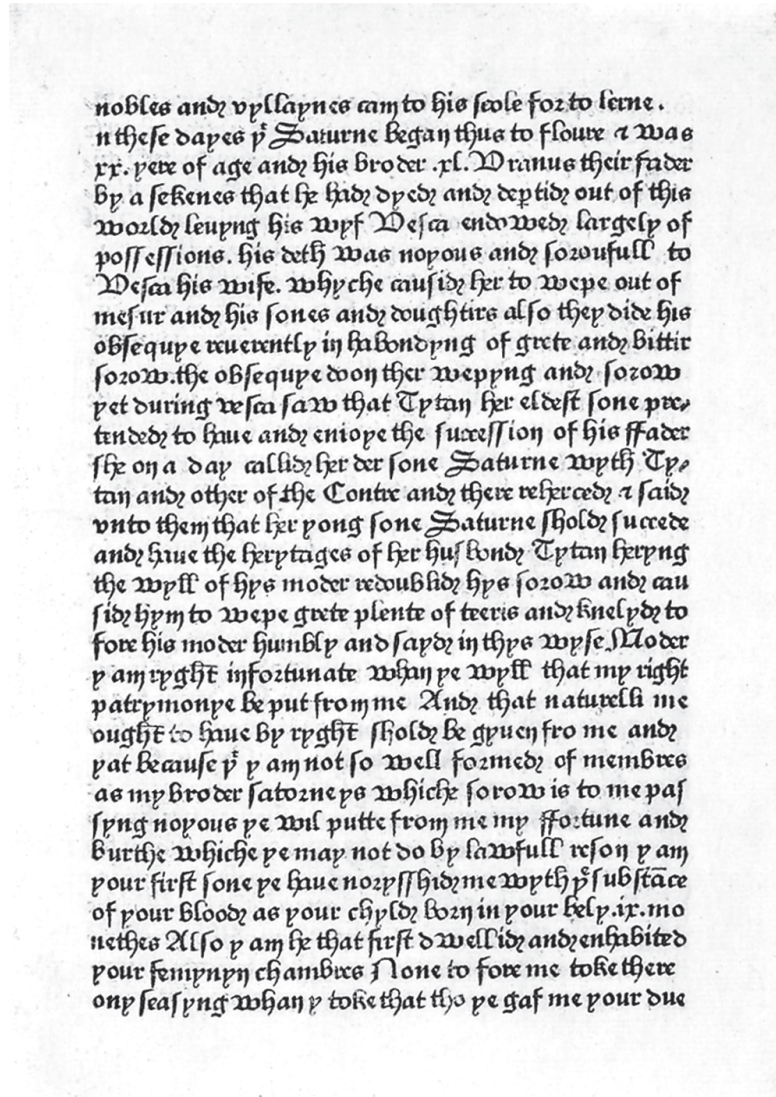 nobles and vyllaynes cam to his scole for to lerne .
n these dayes yͭ Saturne began thus to floure ⁊ was
xx. yere of age and his broder .xl. Vranus their fader
by a sekenes that he had dyed and deꝑtid out of this
world leuyng his wyf Vesca endowed largely of
possessions. his deth was noyous and soroufull to
Vesca his wife. whyche causid her to wepe out of
mesur and his sones and doughtirs also they dide his
obsequye reuerently in habondyng of grete and bittir
sorow. the obsequye doon ther wepyng and sorow
yet during vesca saw that Tytan her eldest sone pre⸗
tended to haue and enioye the succession of his ffader
she on a day callid her der sone Saturne wyth Ty⸗
tan and other of the Contre and there reherced ⁊ said
vnto them that her yong sone Saturne shold succede
and haue the herytages of her husbond Tytan heryng
the wyll of hys moder redoublid hys sorow and cau
sid hym to wepe grete plente of teeris and knelyd to
fore his moder humbly and sayd in thys wyse Moder
y am ryght infortunate whan ye wyll that my right
patrymonye be put from me And that naturelli me
ought to haue by ryght shold be gyuen fro me and
yat because yͭ y am not so well formed of membres
as my broder satorne ys whiche sorow is to me pas
syng noyous ye wil putte from me my ffortune and
burthe whiche ye may not do by lawfull reson y am
your first sone ye haue noryshid me wyth yͤ substāce
of your blood as your chyld born in your bely .ix. mo
nethes Also y am he that first dwellid and enhabited
your femynyn chambres None to fore me toke there
ony seasyng whan y toke that tho ye gaf me your due